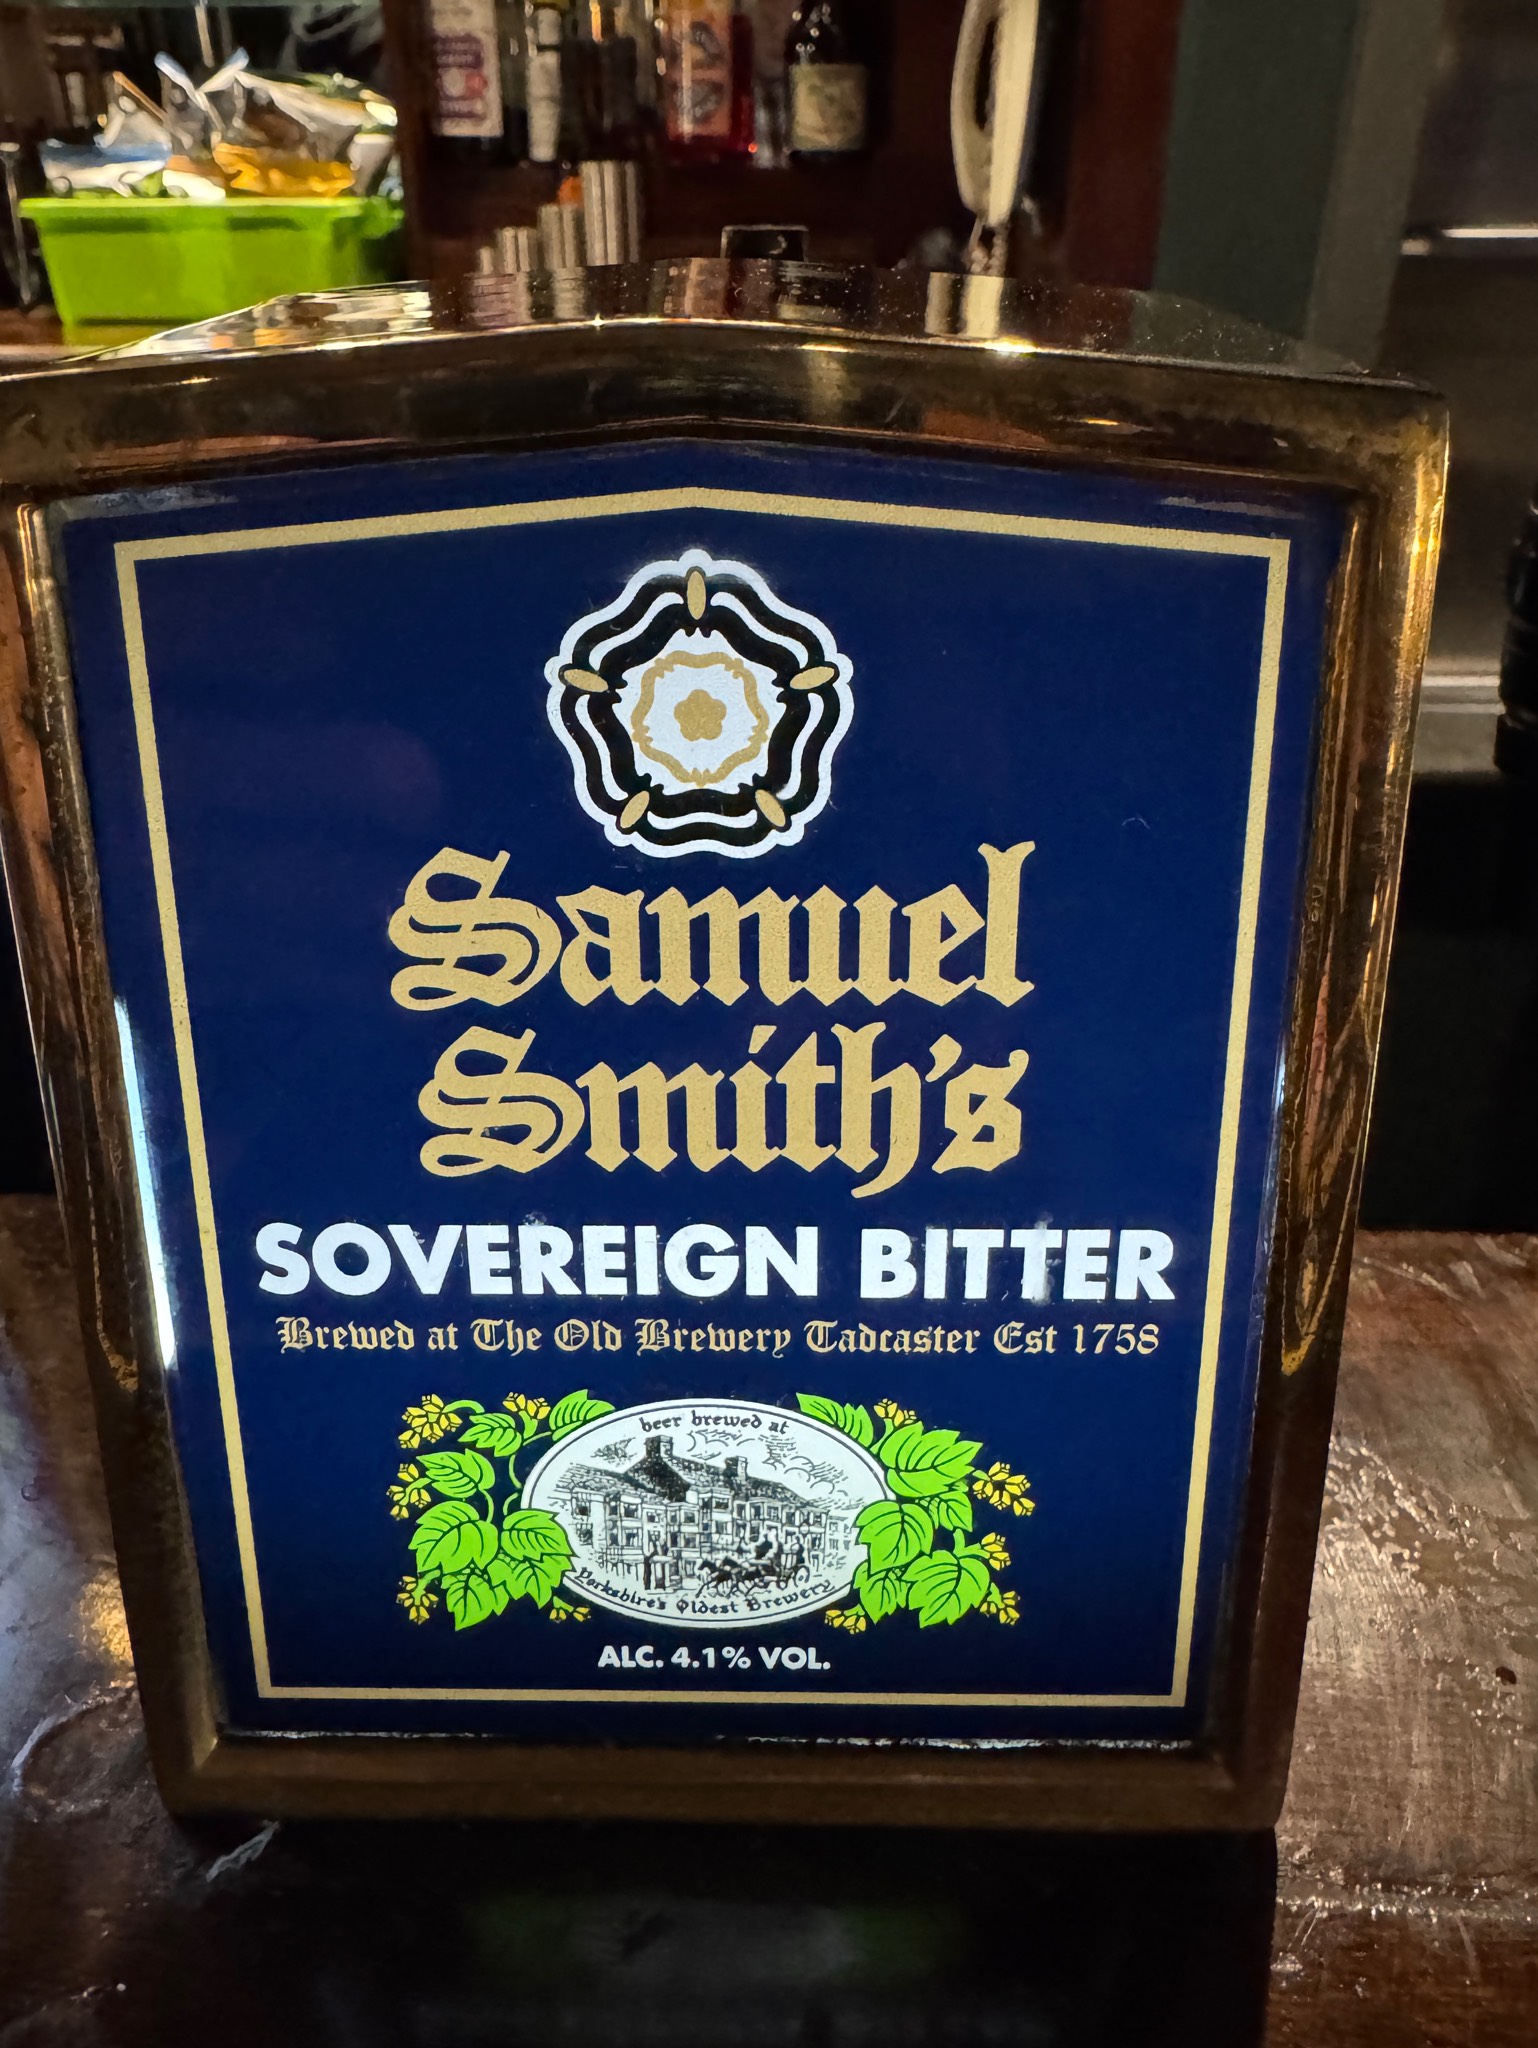 Samuel
Smith's
SOVEREIGN BITTER
Brewed at The Old Brewery Tadcaster Est 1758
beer brewed at
Yorkshire's Oldest Brewery
ALC. 4.1% VOL.